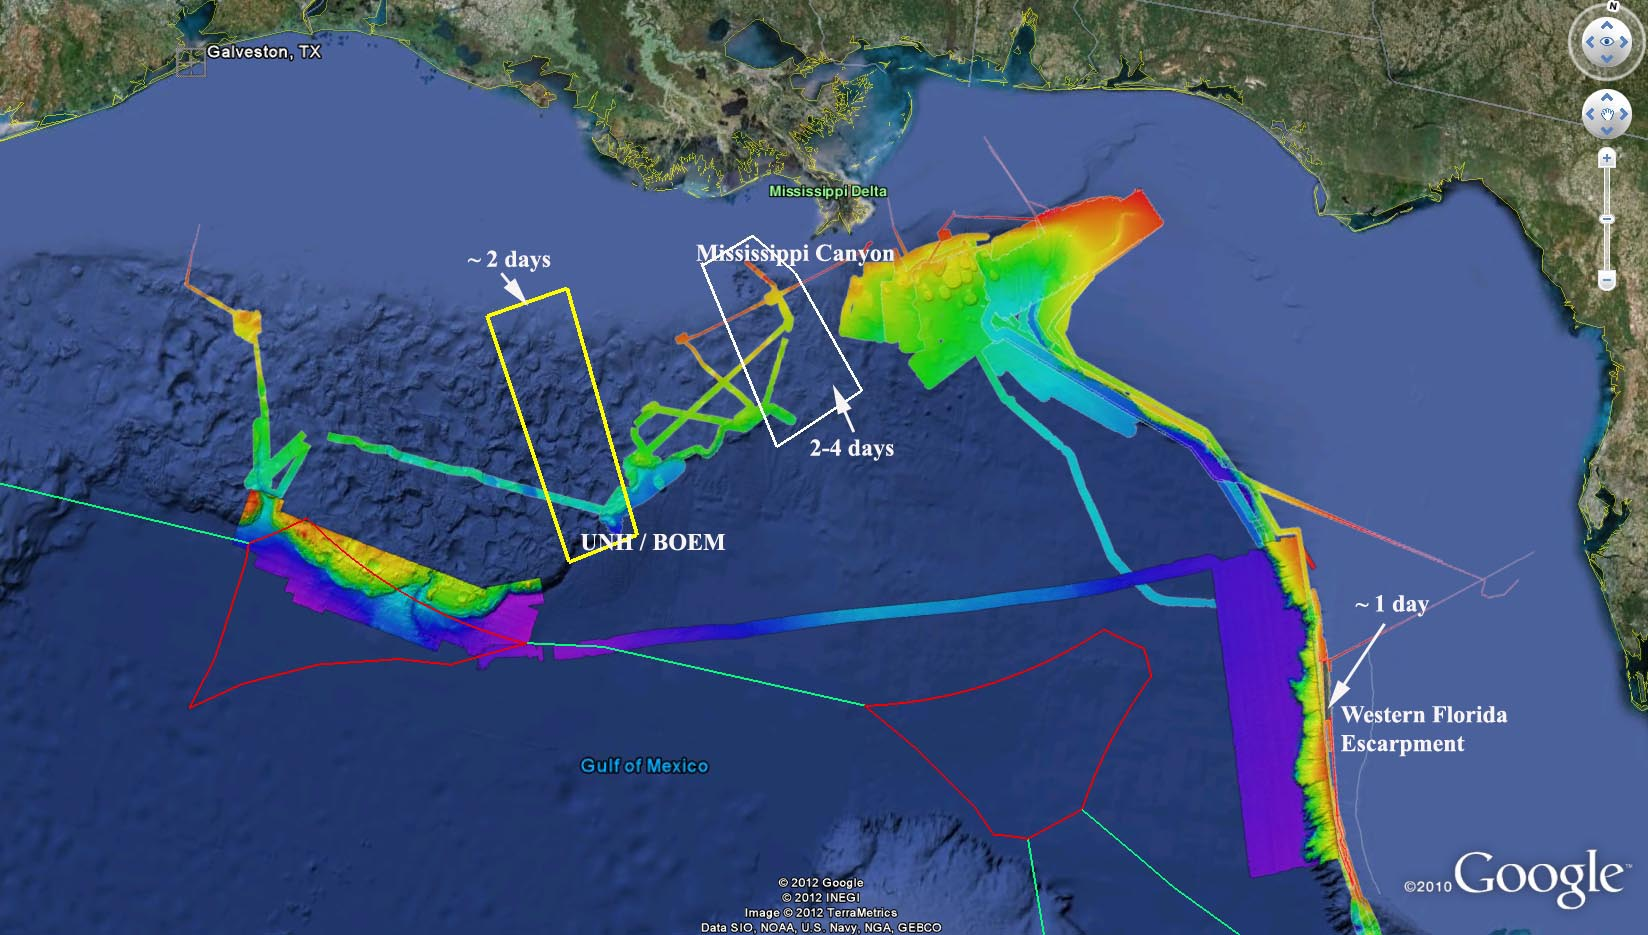 N
Galveston, TX
Mississippi Delta
Mississippi Canyon
~ 2 days
2-4 days
UNH / BOEM
~ 1 day
Western Florida
Escarpment
Gulf of Mexico
© 2012 Google
© 2012 INEGI
Image © 2012 TerraMetrics
Data SIO, NOAA, U.S. Navy, NGA, GEBCO
©2010 Google™